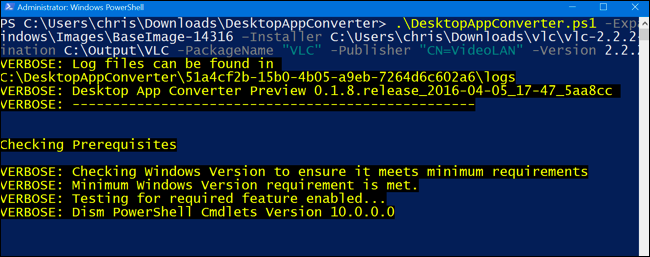 Administrator: Windows PowerShell
PS C:\Users\chris\Downloads\DesktopAppConverter> .\DesktopAppConverter.ps1 -Expa
indows\Images\BaseImage-14316 -Installer C:\Users\chris\Downloads\vlc\vlc-2.2.2
ination C:\Output\VLC -PackageName "VLC" -Publisher "CN=VideoLAN" -Version 2.2.2
VERBOSE: Log files can be found in
C:\DesktopAppConverter\51a4cf2b-15b0-4b05-a9eb-7264d6c602a6\logs
VERBOSE: Desktop App Converter Preview 0.1.8.release_2016-04-05_17-47_5aa8cc
VERBOSE: --------------------------------------------------
Checking Prerequisites
VERBOSE: Checking Windows Version to ensure it meets minimum requirements
VERBOSE: Minimum Windows Version requirement is met.
VERBOSE: Testing for required feature enabled...
VERBOSE: Dism PowerShell Cmdlets Version 10.0.0.0